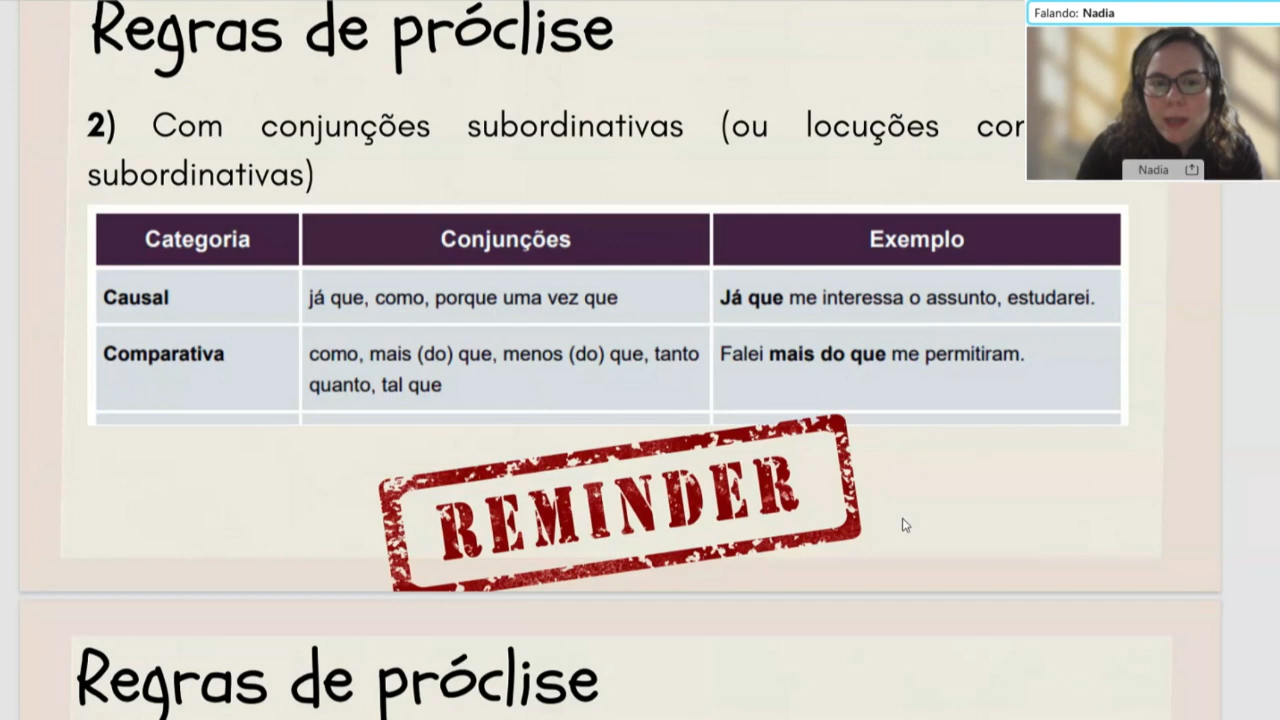 Regras de próclise
Falando: Nadia
2) Com conjunções subordinativas (ou locuções
subordinativas)
Nadia
Categoria Conjunções Exemplo
Causal já que, como, porque uma vez que Já que me interessa o assunto, estudarei.
Comparativa como, mais (do) que, menos (do) que, tanto Falei mais do que me permitiram.
quanto, tal que
REMINDER
Regras de próclise